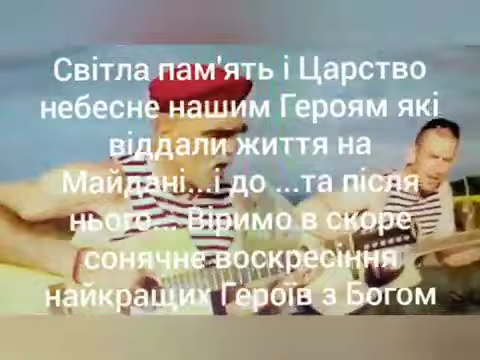 Світла пам'ять і Царство
небесне нашим Героям які
віддали життя на
Майдані...і до ...та після
нього... Віримо в скоре
сонячне воскресіння
найкращих Героїв з Богом